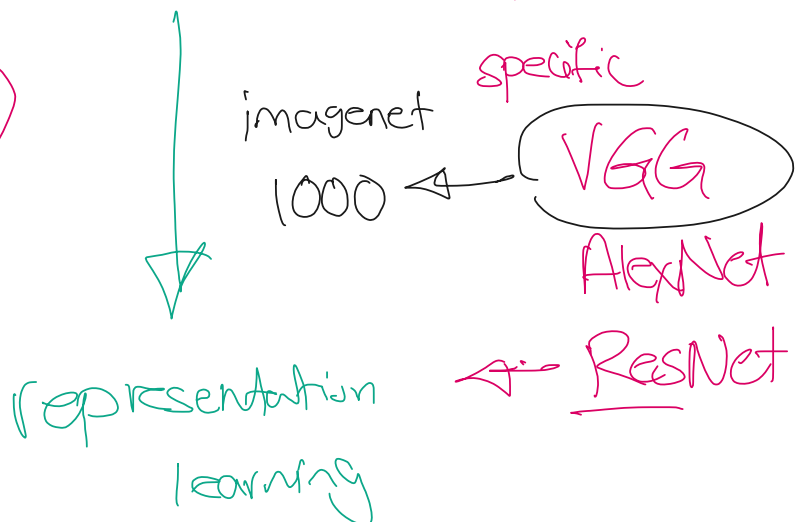 specific
imagenet
VGG
1000
AlexNet
ResNet
representation
learning